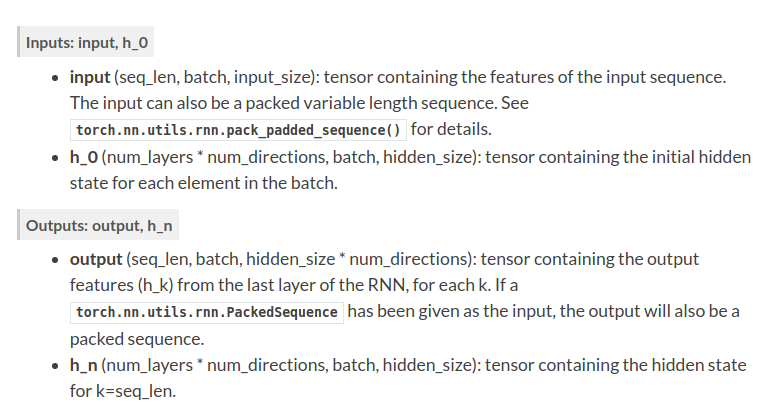 Inputs: input, h_0
• input (seq_len, batch, input_size): tensor containing the features of the input sequence.
The input can also be a packed variable length sequence. See
torch.nn.utils.rnn.pack_padded_sequence() for details.
• h_0 (num_layers * num_directions, batch, hidden_size): tensor containing the initial hidden
state for each element in the batch.
Outputs: output, h_n
• output (seq_len, batch, hidden_size * num_directions): tensor containing the output
features (h_k) from the last layer of the RNN, for each k. If a
torch.nn.utils.rnn.PackedSequence has been given as the input, the output will also be a
packed sequence.
• h_n (num_layers * num_directions, batch, hidden_size): tensor containing the hidden state
for k=seq_len.